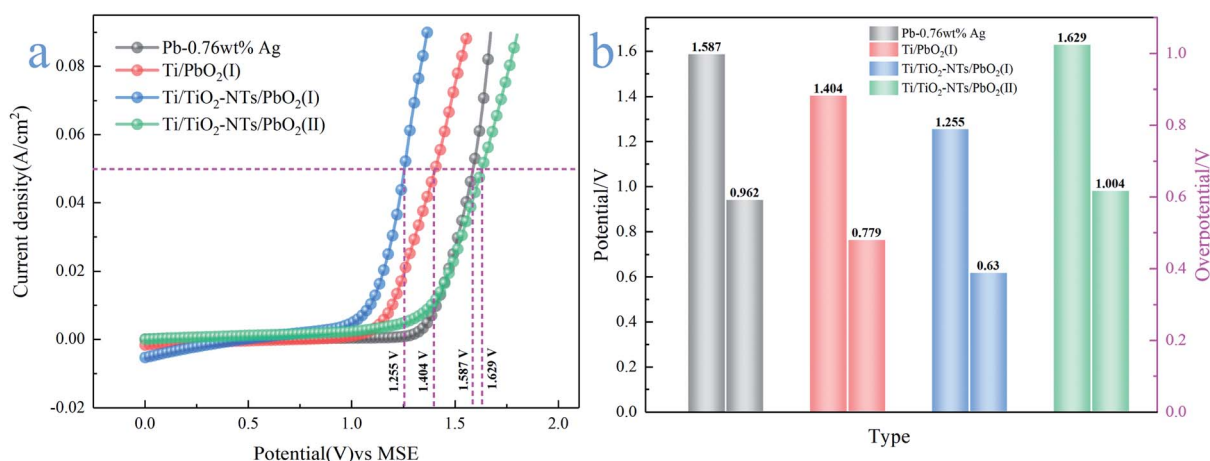 a
Pb-0.76wt% Ag
Ti/PbO₂(I)
Ti/TiO₂-NTs/PbO₂(I)
Ti/TiO₂-NTs/PbO₂(II)
Current density(A/cm²)
0.08
0.06
0.04
0.02
0.00
-0.02
1.255 V
1.404 V
1.587 V
1.629 V
0.0
0.5
1.0
1.5
2.0
Potential(V)vs MSE
b
Pb-0.76wt% Ag
Ti/PbO₂(I)
Ti/TiO₂-NTs/PbO₂(I)
Ti/TiO₂-NTs/PbO₂(II)
Potential/V
1.6
1.4
1.2
1.0
0.8
0.6
0.4
0.2
0.0
1.587
0.962
1.404
0.779
1.255
0.63
1.629
1.004
Type
1.0
0.8
0.6
0.4
0.2
0.0
Overpotential/V